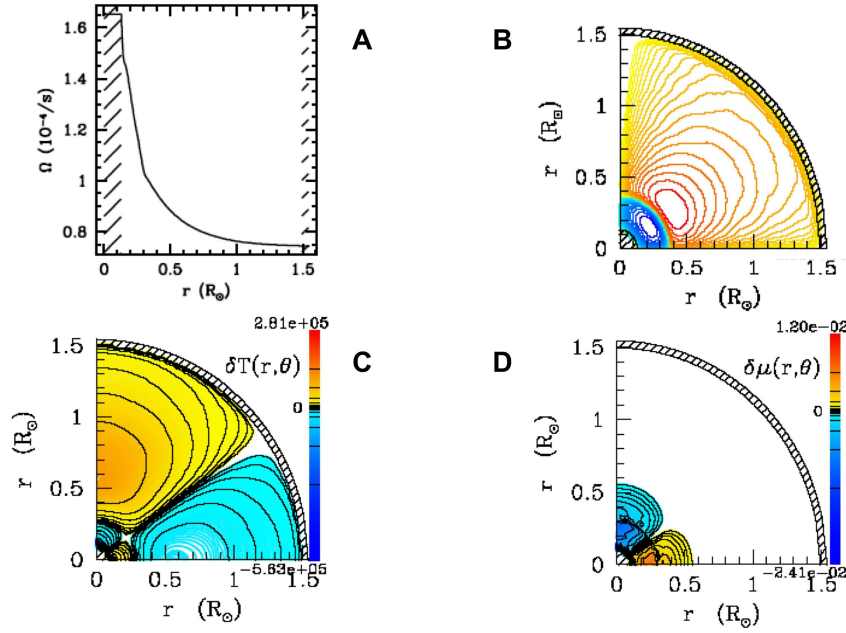 A
1.6
1.4
1.2
1
0.8
Ω (10⁻⁴/s)
0 0.5 1 1.5
r (R☉)
B
1.5
1
0.5
0
r (R⊡)
0 0.5 1 1.5
r (R☉)
C
2.81e+05
δT(r,θ)
0
-5.63e+05
1.5
1
0.5
0
r (R☉)
0 0.5 1 1.5
r (R☉)
D
1.20e-02
δμ(r,θ)
0
-2.41e-02
1.5
1
0.5
0
r (R☉)
0 0.5 1 1.5
r (R☉)